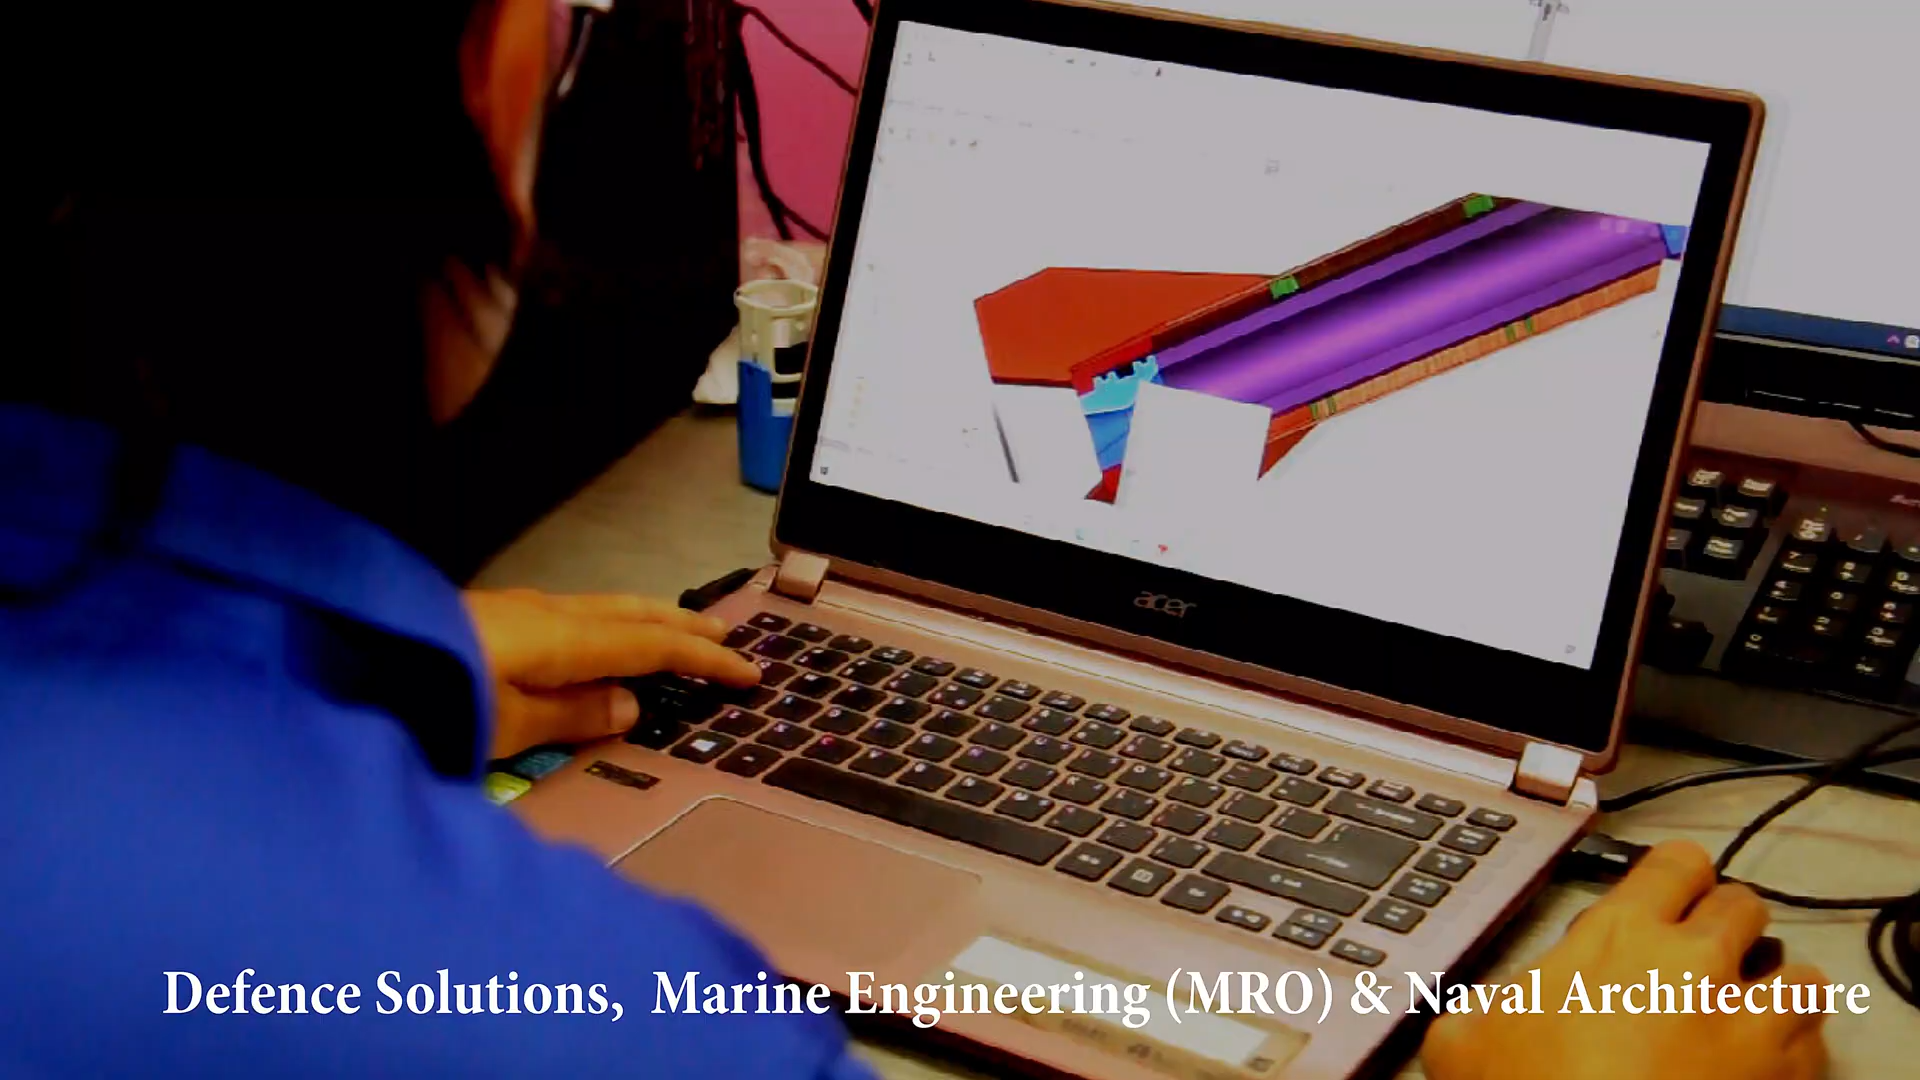 acer
Defence Solutions, Marine Engineering (MRO) & Naval Architecture